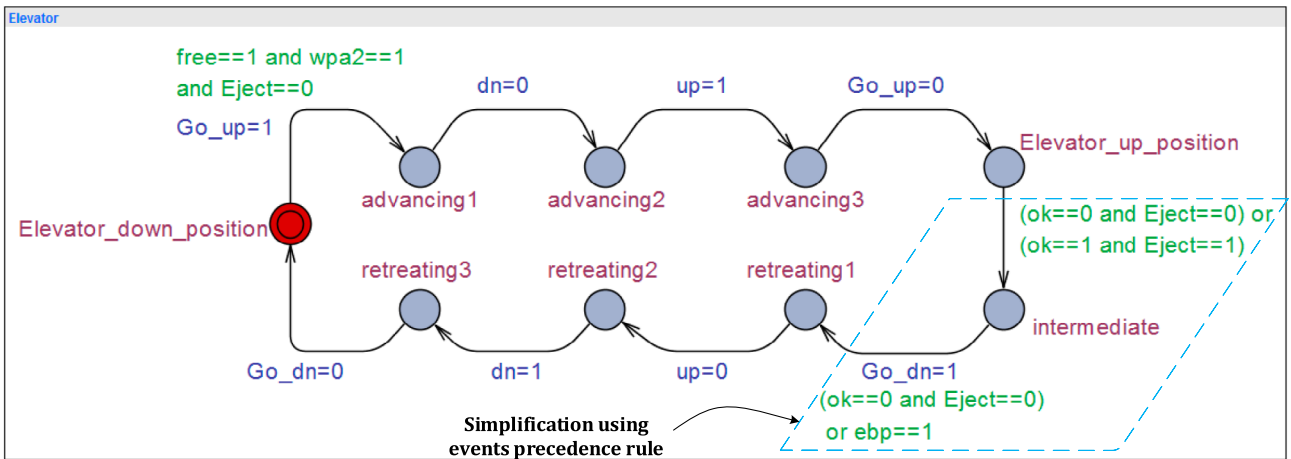 Elevator
free==1 and wpa2==1
and Eject==0
Go_up=1
dn=0
up=1
Go_up=0
Elevator_up_position
advancing1
advancing2
advancing3
Elevator_down_position
(ok==0 and Eject==0) or
(ok==1 and Eject==1)
retreating3
retreating2
retreating1
intermediate
Go_dn=0
dn=1
up=0
Go_dn=1
(ok==0 and Eject==0)
or ebp==1
Simplification using
events precedence rule